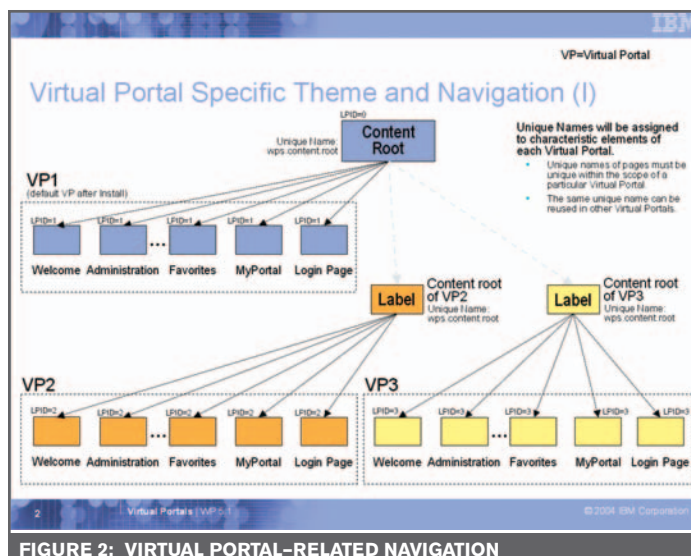 IBM
VP=Virtual Portal
Virtual Portal Specific Theme and Navigation (I)
LPID=0
Content
Root
Unique Name:
wps.content.root
Unique Names will be assigned
to characteristic elements of
each Virtual Portal.
• Unique names of pages must be
unique within the scope of a
particular Virtual Portal.
• The same unique name can be
reused in other Virtual Portals.
VP1
(default VP after Install)
LPID=1 LPID=1 LPID=1 LPID=1 LPID=1
...
Welcome Administration Favorites MyPortal Login Page
Label
Content root
of VP2
Unique Name:
wps.content.root
Label
Content root
of VP3
Unique Name:
wps.content.root
VP2
LPID=2 LPID=2 LPID=2 LPID=2 LPID=2
...
Welcome Administration Favorites MyPortal Login Page
VP3
LPID=3 LPID=3 LPID=3 LPID=3 LPID=3
...
Welcome Administration Favorites MyPortal Login Page
2 Virtual Portals | WP 5.1 © 2004 IBM Corporation
FIGURE 2: VIRTUAL PORTAL–RELATED NAVIGATION